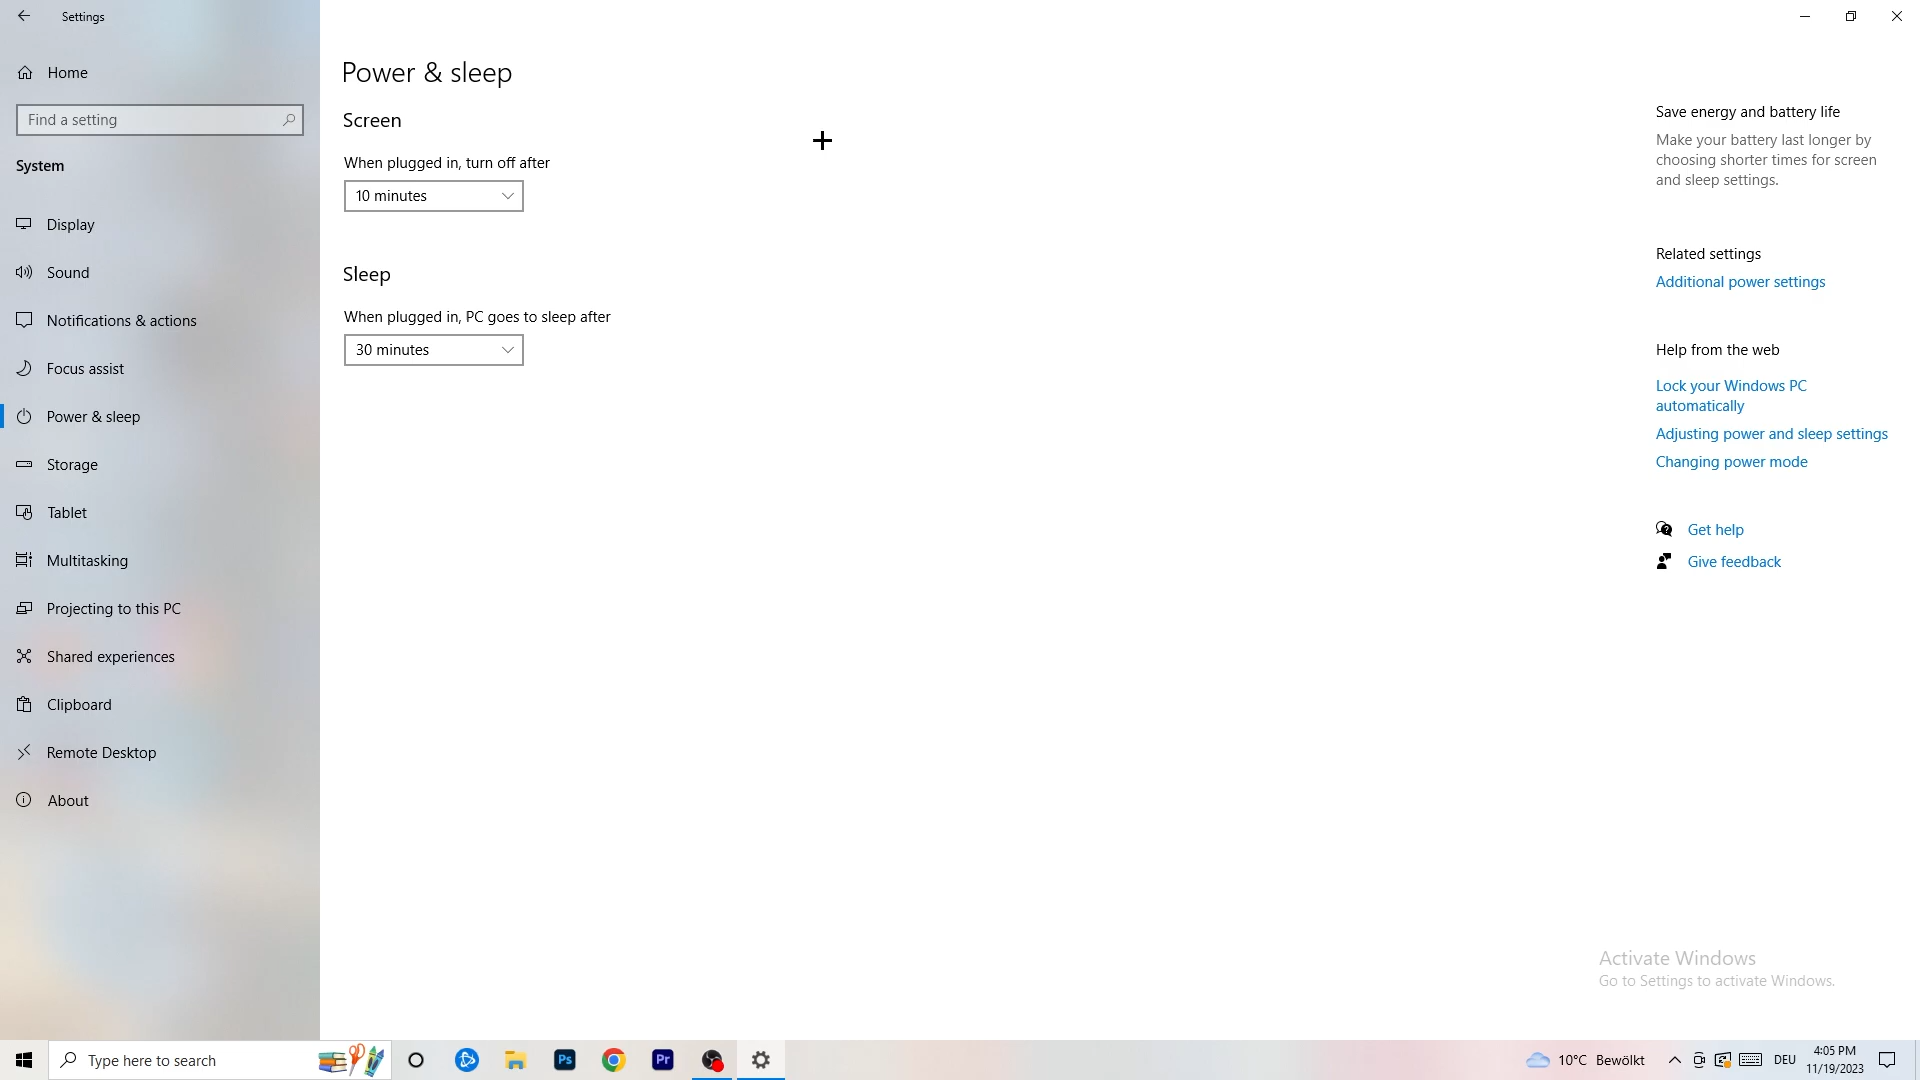 Settings
Home
Find a setting
System
Display
Sound
Notifications & actions
Focus assist
Power & sleep
Storage
Tablet
Multitasking
Projecting to this PC
Shared experiences
Clipboard
Remote Desktop
About
Power & sleep
Screen
When plugged in, turn off after
10 minutes
Sleep
When plugged in, PC goes to sleep after
30 minutes
Save energy and battery life
Make your battery last longer by
choosing shorter times for screen
and sleep settings.
Related settings
Additional power settings
Help from the web
Lock your Windows PC
automatically
Adjusting power and sleep settings
Changing power mode
Get help
Give feedback
Activate Windows
Go to Settings to activate Windows.
Type here to search
Ps
Pr
10°C Bewölkt
DEU
4:05 PM
11/19/2023